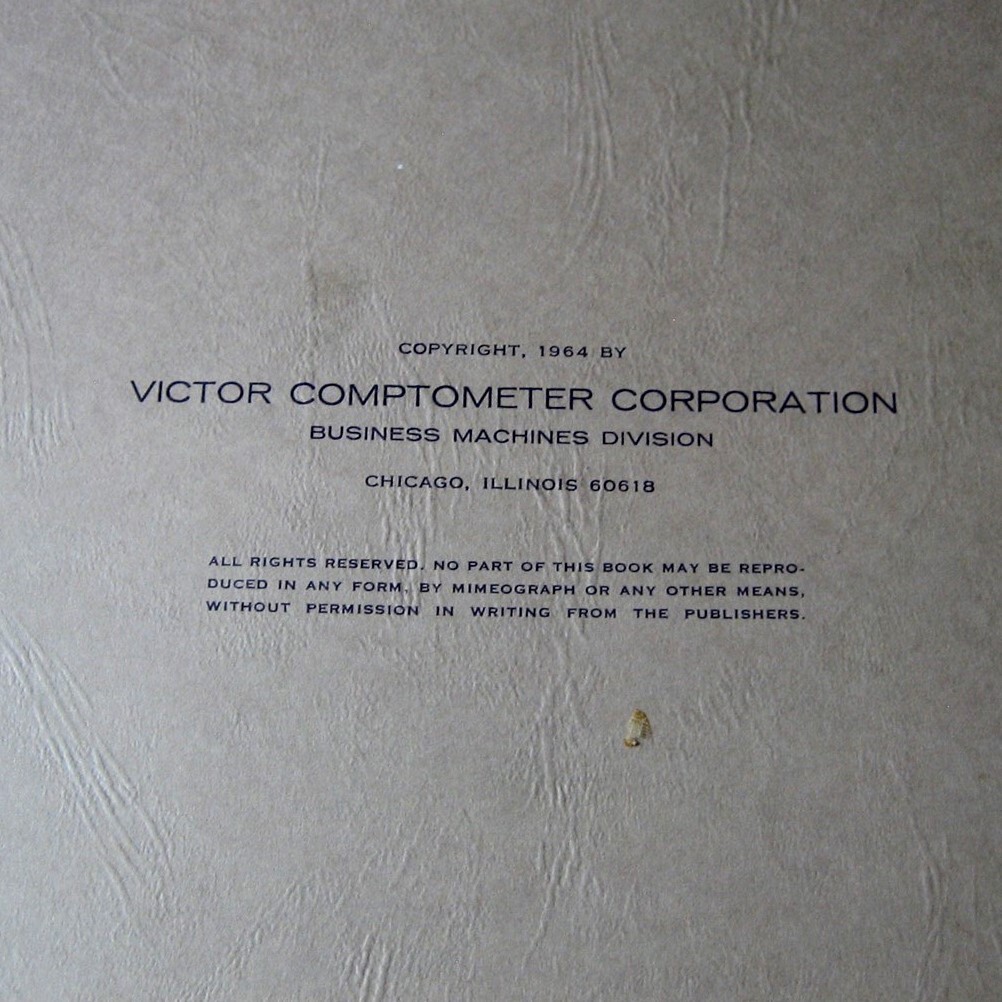 COPYRIGHT, 1964 BY
VICTOR COMPTOMETER CORPORATION
BUSINESS MACHINES DIVISION
CHICAGO, ILLINOIS 60618
ALL RIGHTS RESERVED. NO PART OF THIS BOOK MAY BE REPRO-
DUCED IN ANY FORM, BY MIMEOGRAPH OR ANY OTHER MEANS,
WITHOUT PERMISSION IN WRITING FROM THE PUBLISHERS.